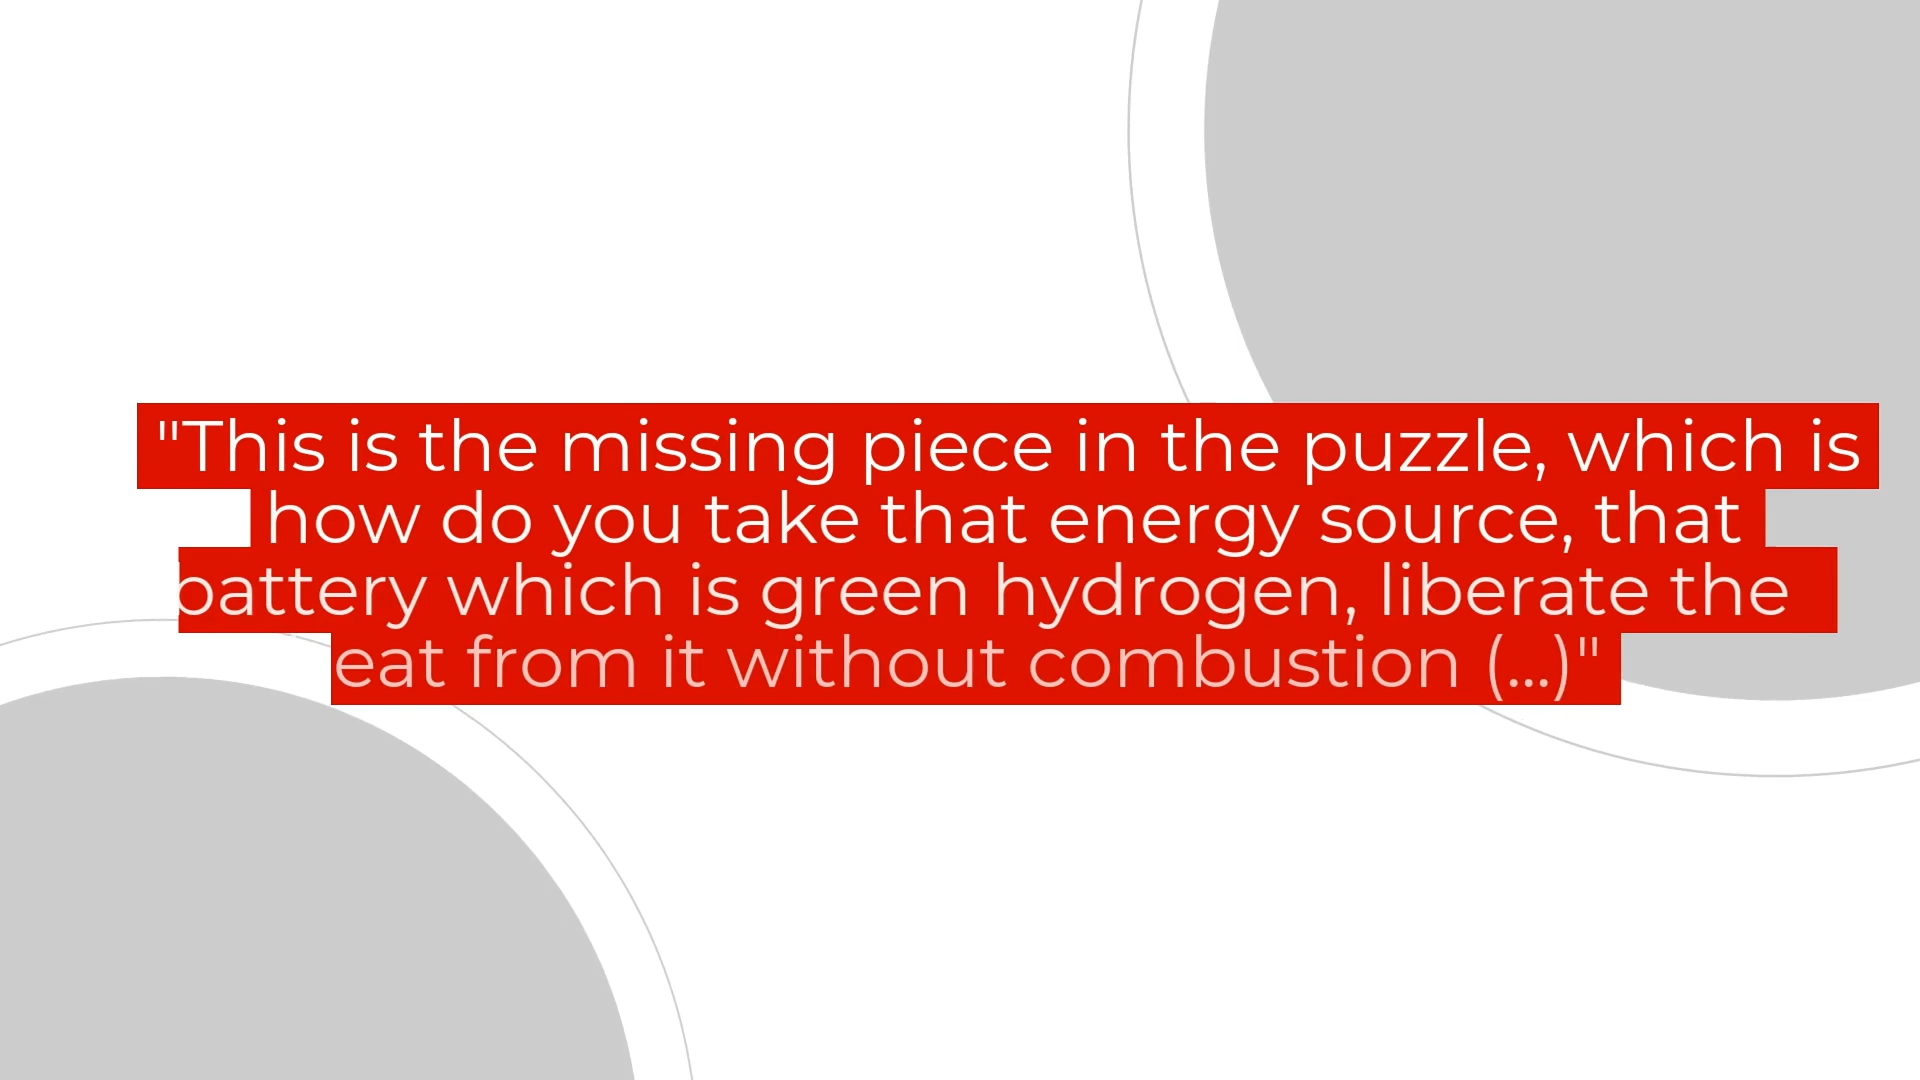 "This is the missing piece in the puzzle, which is
how do you take that energy source, that
battery which is green hydrogen, liberate the
eat from it without combustion (...)"